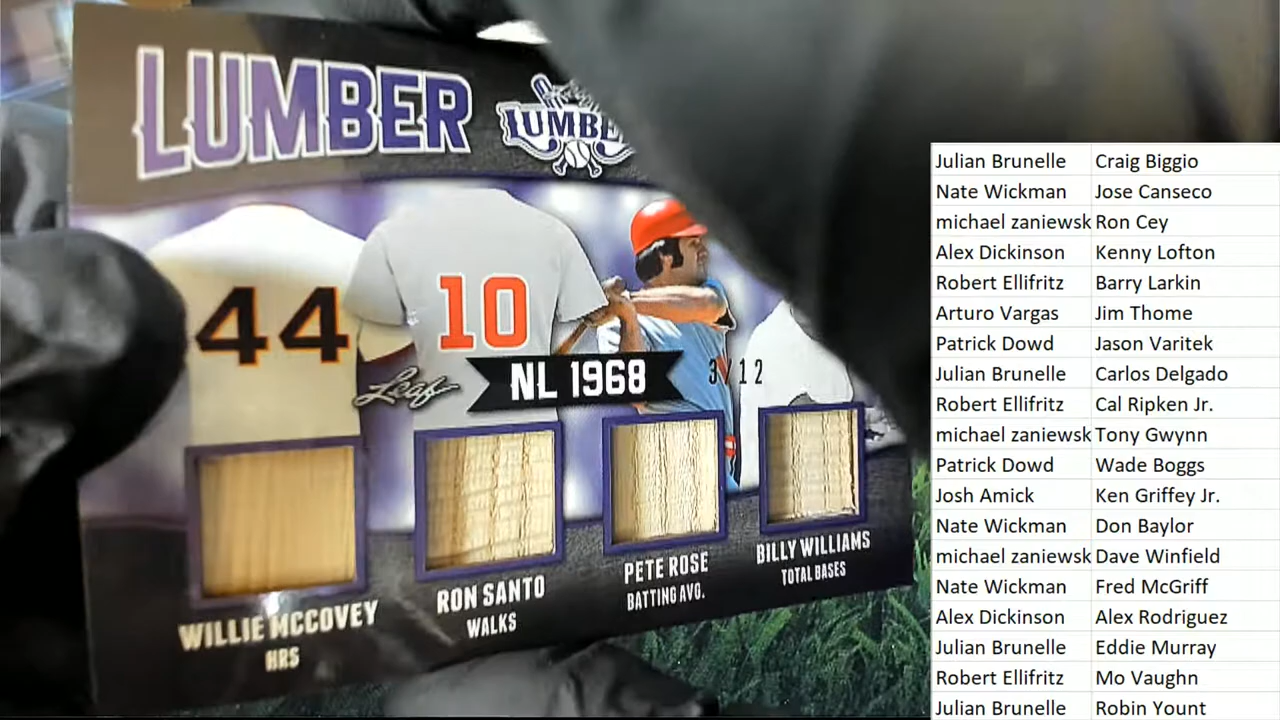 LUMBER
LUMBE
44
10
Leaf
NL 1968
3/12
WILLIE MCCOVEY
HRS
RON SANTO
WALKS
PETE ROSE
BATTING AVG.
BILLY WILLIAMS
TOTAL BASES
Julian Brunelle Craig Biggio
Nate Wickman Jose Canseco
michael zaniewsk Ron Cey
Alex Dickinson Kenny Lofton
Robert Ellifritz Barry Larkin
Arturo Vargas Jim Thome
Patrick Dowd Jason Varitek
Julian Brunelle Carlos Delgado
Robert Ellifritz Cal Ripken Jr.
michael zaniewsk Tony Gwynn
Patrick Dowd Wade Boggs
Josh Amick Ken Griffey Jr.
Nate Wickman Don Baylor
michael zaniewsk Dave Winfield
Nate Wickman Fred McGriff
Alex Dickinson Alex Rodriguez
Julian Brunelle Eddie Murray
Robert Ellifritz Mo Vaughn
Julian Brunelle Robin Yount